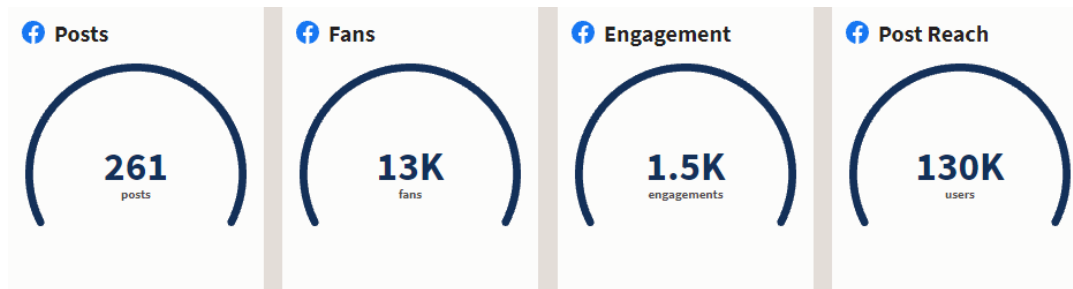 Posts
261
posts
Fans
13K
fans
Engagement
1.5K
engagements
Post Reach
130K
users